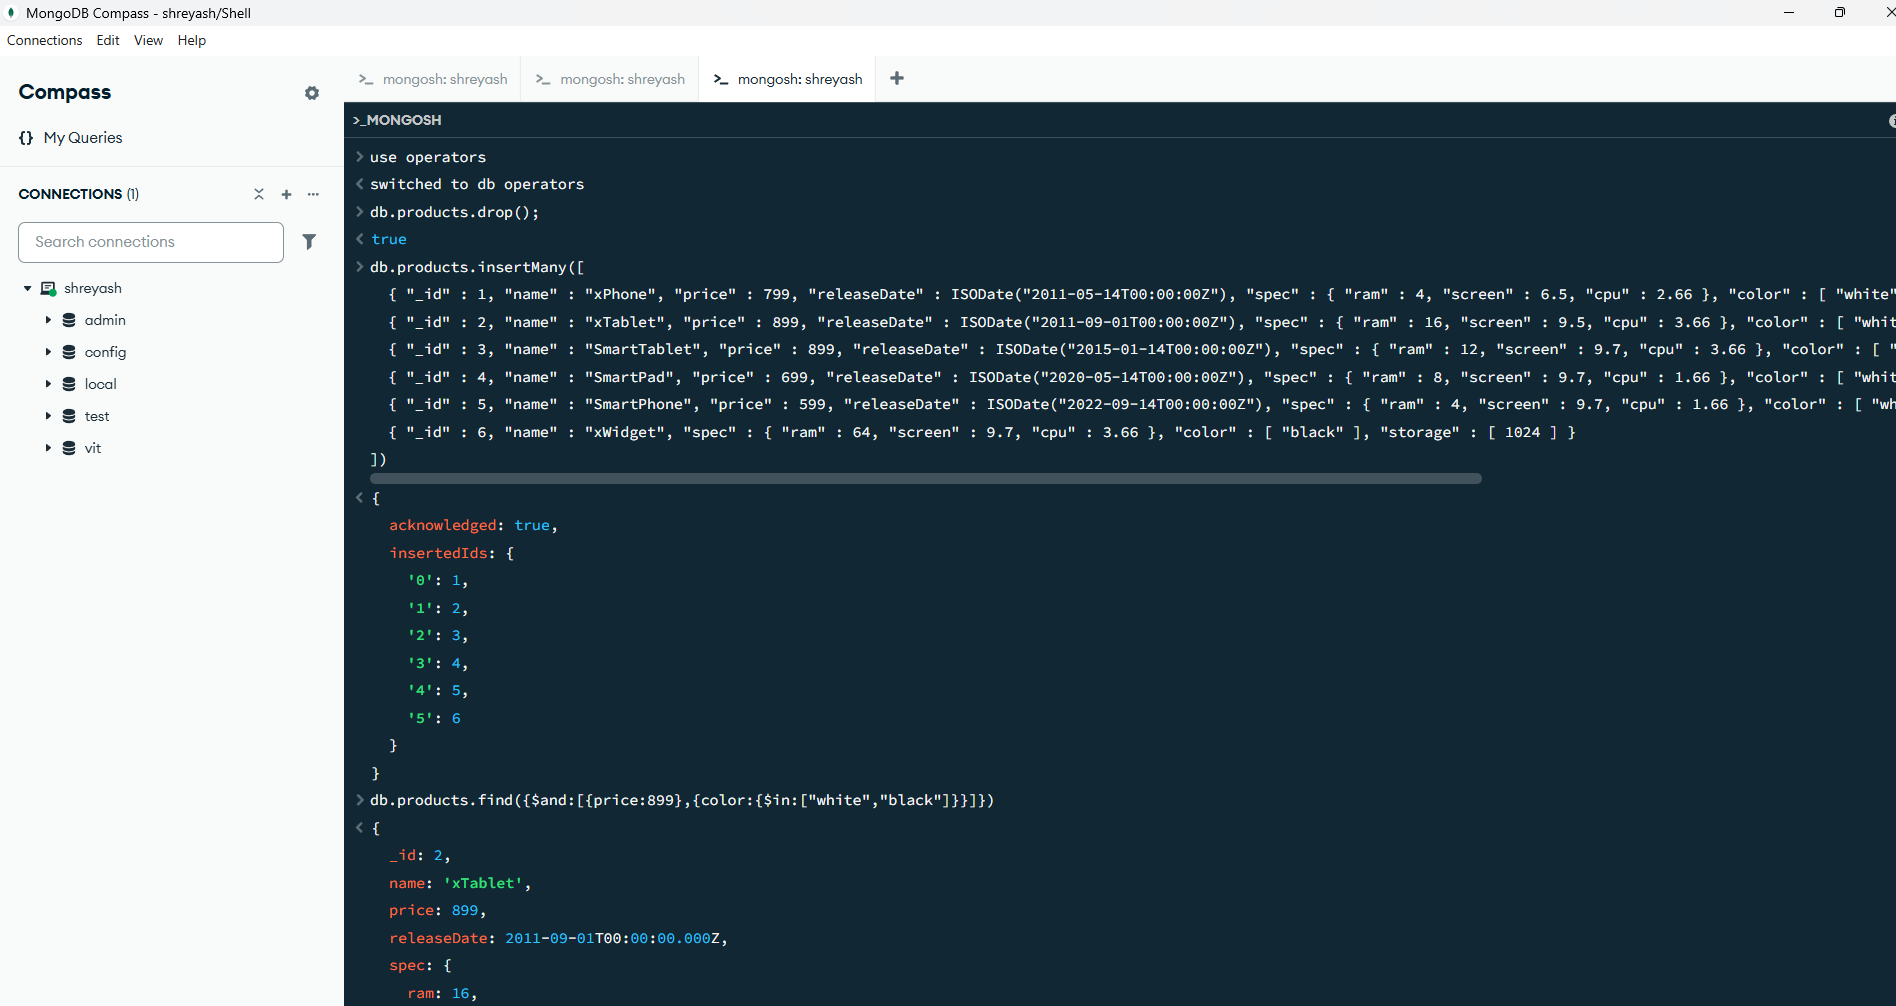 MongoDB Compass - shreyash/Shell
Connections Edit View Help
Compass
{} My Queries
CONNECTIONS (1)
Search connections
shreyash
admin
config
local
test
vit
>_ mongosh: shreyash >_ mongosh: shreyash >_ mongosh: shreyash +
>_MONGOSH
> use operators
< switched to db operators
> db.products.drop();
< true
> db.products.insertMany([
{ "_id" : 1, "name" : "xPhone", "price" : 799, "releaseDate" : ISODate("2011-05-14T00:00:00Z"), "spec" : { "ram" : 4, "screen" : 6.5, "cpu" : 2.66 }, "color" : [ "white"
{ "_id" : 2, "name" : "xTablet", "price" : 899, "releaseDate" : ISODate("2011-09-01T00:00:00Z"), "spec" : { "ram" : 16, "screen" : 9.5, "cpu" : 3.66 }, "color" : [ "whit
{ "_id" : 3, "name" : "SmartTablet", "price" : 899, "releaseDate" : ISODate("2015-01-14T00:00:00Z"), "spec" : { "ram" : 12, "screen" : 9.7, "cpu" : 3.66 }, "color" : [ "
{ "_id" : 4, "name" : "SmartPad", "price" : 699, "releaseDate" : ISODate("2020-05-14T00:00:00Z"), "spec" : { "ram" : 8, "screen" : 9.7, "cpu" : 1.66 }, "color" : [ "whit
{ "_id" : 5, "name" : "SmartPhone", "price" : 599, "releaseDate" : ISODate("2022-09-14T00:00:00Z"), "spec" : { "ram" : 4, "screen" : 9.7, "cpu" : 1.66 }, "color" : [ "wh
{ "_id" : 6, "name" : "xWidget", "spec" : { "ram" : 64, "screen" : 9.7, "cpu" : 3.66 }, "color" : [ "black" ], "storage" : [ 1024 ] }
])
< {
acknowledged: true,
insertedIds: {
'0': 1,
'1': 2,
'2': 3,
'3': 4,
'4': 5,
'5': 6
}
}
> db.products.find({$and:[{price:899},{color:{$in:["white","black"]}}]})
< {
_id: 2,
name: 'xTablet',
price: 899,
releaseDate: 2011-09-01T00:00:00.000Z,
spec: {
ram: 16,